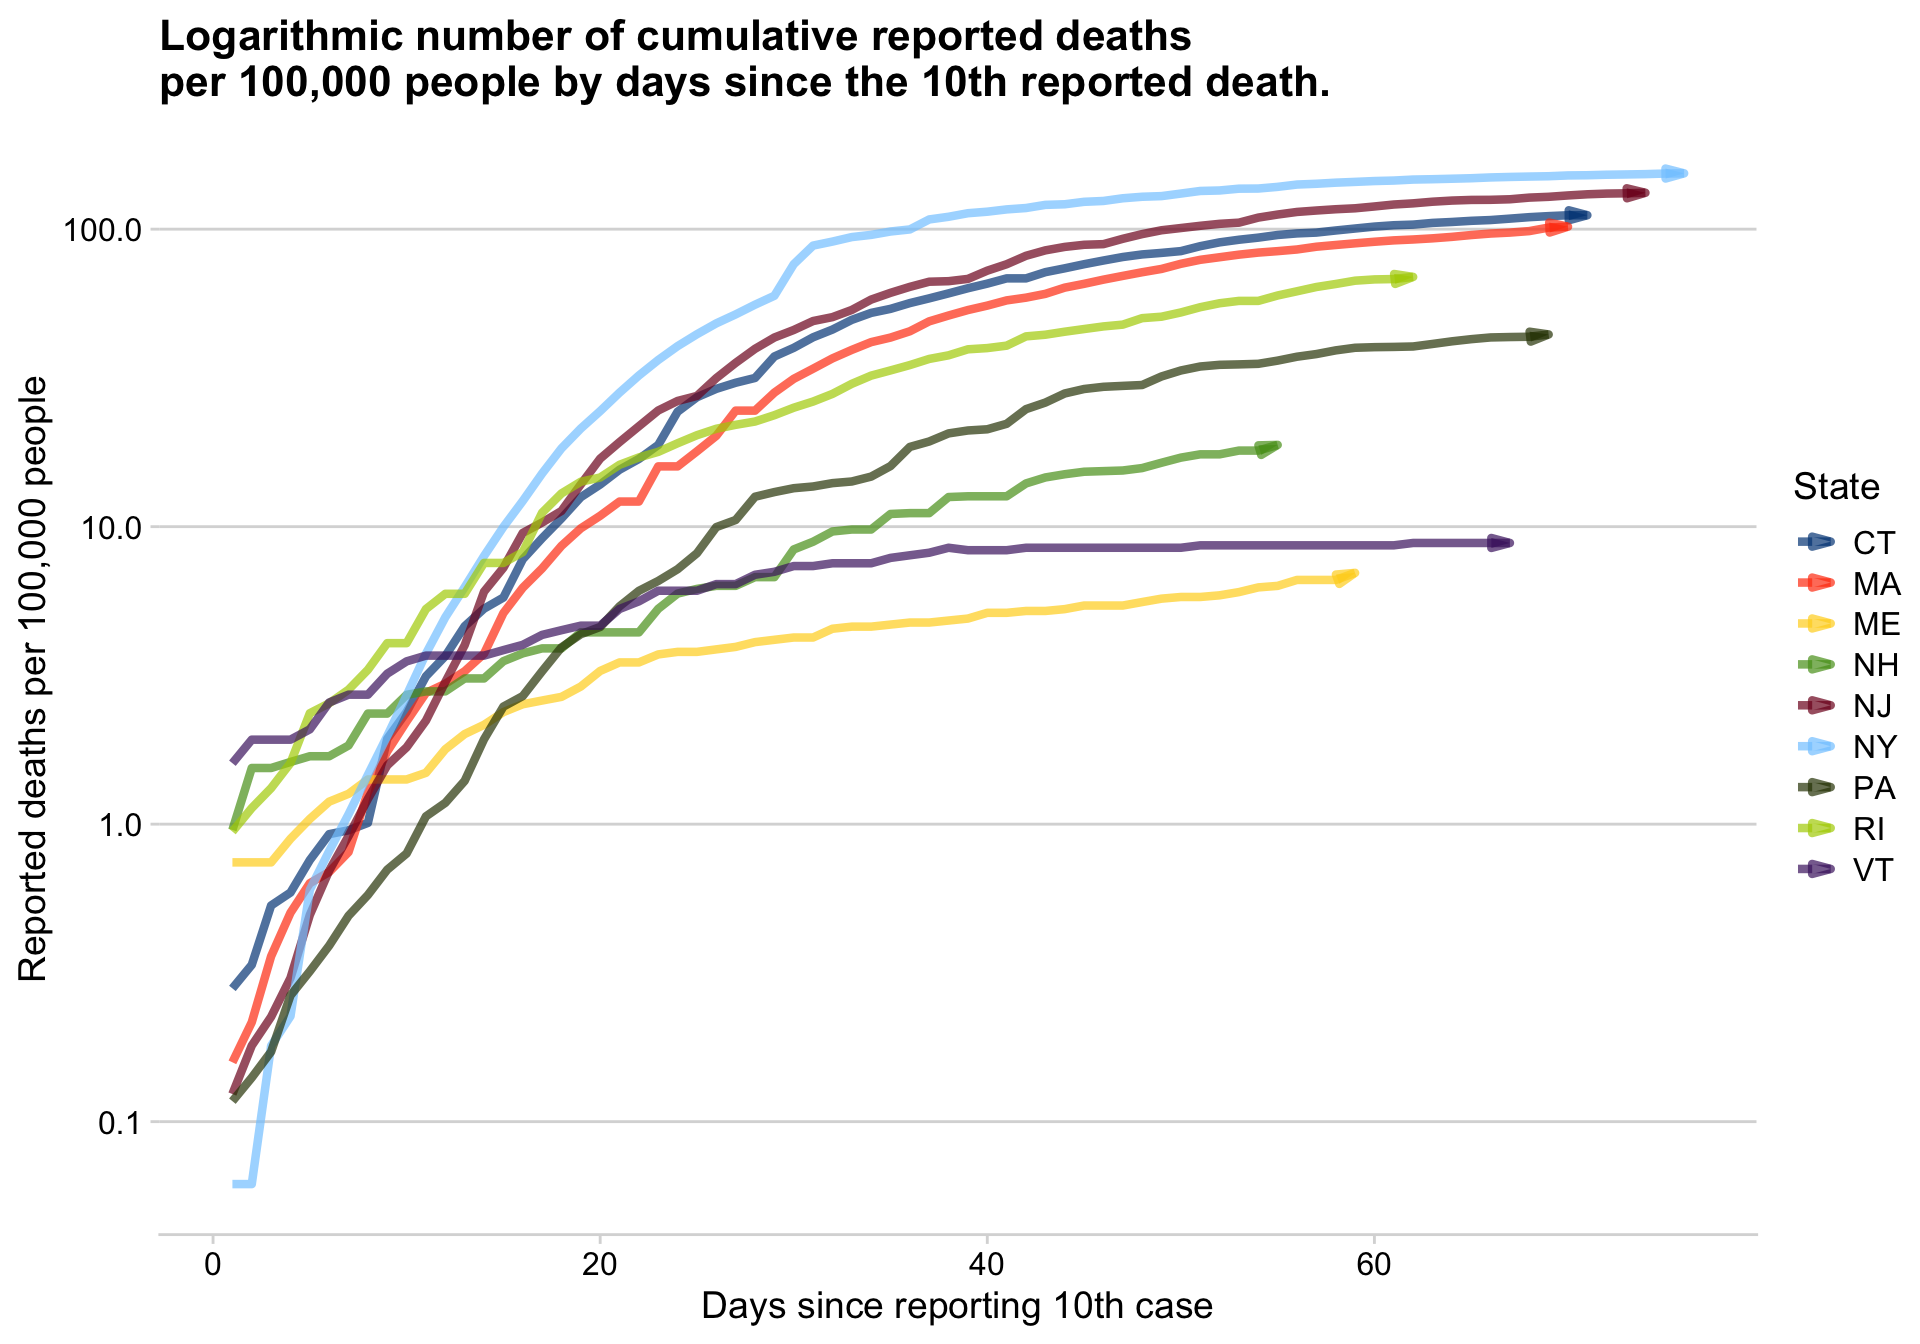 Logarithmic number of cumulative reported deaths
per 100,000 people by days since the 10th reported death.
Reported deaths per 100,000 people
100.0
10.0
1.0
0.1
0
20
40
60
Days since reporting 10th case
State
CT
MA
ME
NH
NJ
NY
PA
RI
VT